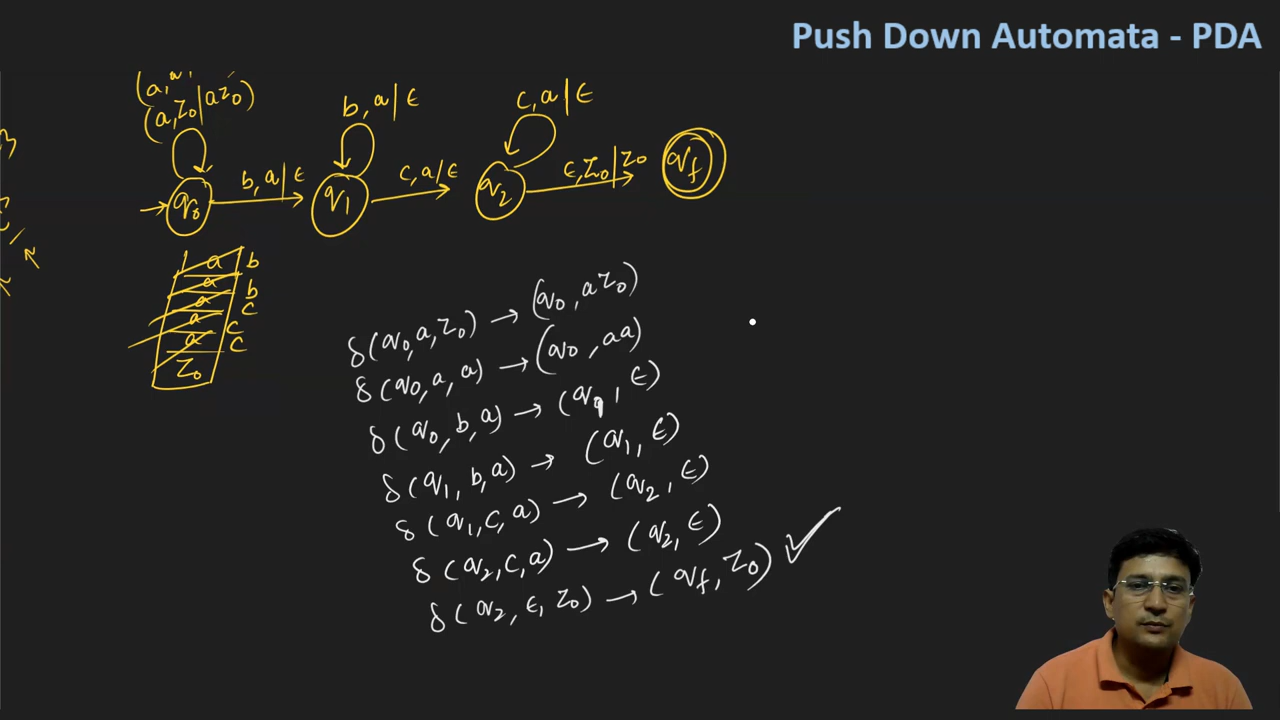 Push Down Automata - PDA
(a,Z₀|aZ₀)
b,a|ε
c,a|ε
b,a|ε
c,a|ε
ε,Z₀|Z₀
q₀
q₁
q₂
qf
a b
a b
a c
a c
a c
Z₀
δ(q₀,a,Z₀) → (q₀,aZ₀)
δ(q₀,a,a) → (q₀,aa)
δ(q₀,b,a) → (q₁,ε)
δ(q₁,b,a) → (q₁,ε)
δ(q₁,c,a) → (q₂,ε)
δ(q₂,c,a) → (q₂,ε)
δ(q₂,ε,Z₀) → (qf,Z₀)